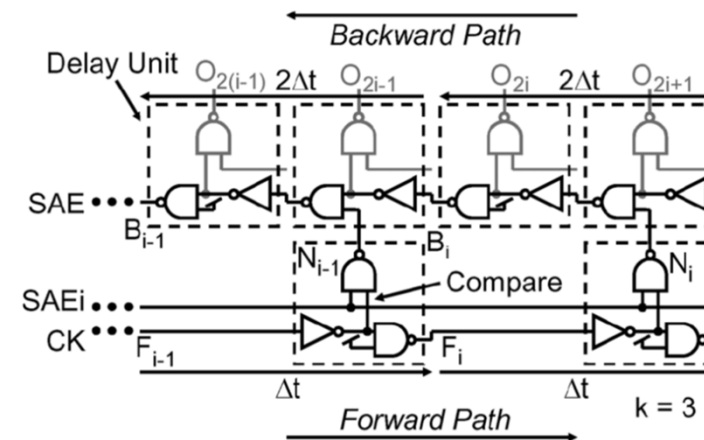 Backward Path
Delay Unit
O2(i-1) 2Δt O2i-1 O2i 2Δt O2i+1
SAE
Bi-1 Bi
Ni-1 Ni
Compare
SAEi
CK
Fi-1 Fi
Δt Δt
k = 3
Forward Path